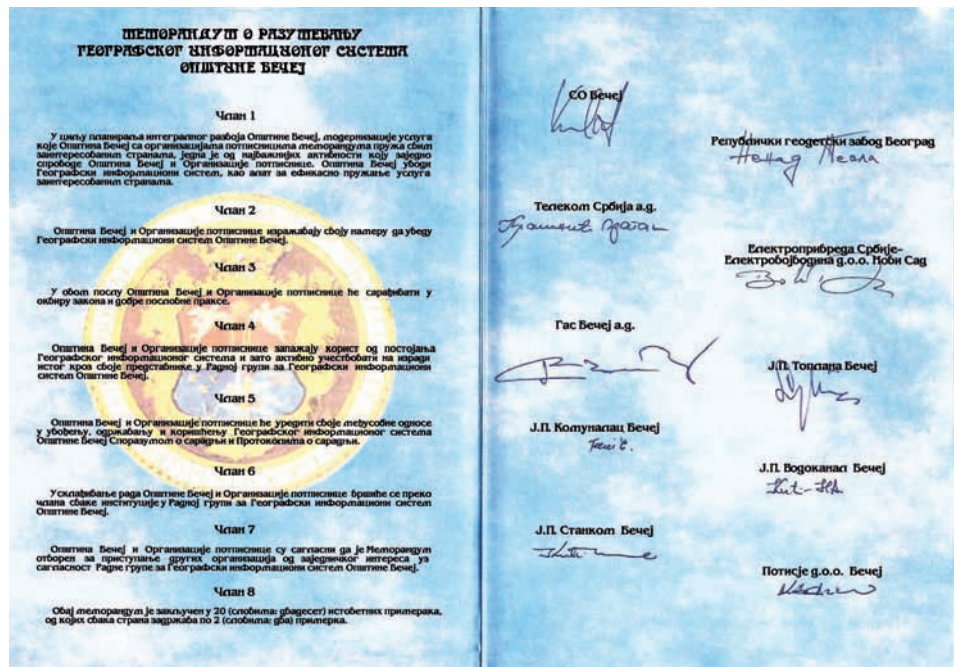 МЕМОРАНДУМ О РАЗУМЕВАЊУ
ГЕОГРАФСКОГ ИНФОРМАЦИОНОГ СИСТЕМА
ОПШТИНЕ БЕЧЕЈ
Члан 1
У циљу планирања интегралног развоја Општине Бечеј, модернизације услуга
које Општина Бечеј са организацијама потписницима меморандума пружа свим
заинтересованим странама, једна је од најважнијих активности коју заједно
спроводе Општина Бечеј и Организације потписнице. Општина Бечеј уводи
Географски информациони систем, као алат за ефикасно пружање услуга
заинтересованим странама.
Члан 2
Општина Бечеј и Организације потписнице изражавају своју намеру да уведу
Географски информациони систем Општине Бечеј.
Члан 3
У овом послу Општина Бечеј и Организације потписнице ће сарађивати у
оквиру закона и добре пословне праксе.
Члан 4
Општина Бечеј и Организације потписнице запажају корист од постојања
Географског информационог система и зато активно учествовати на изради
истог кроз своје представнике у Радној групи за Географски информациони
систем Општине Бечеј.
Члан 5
Општина Бечеј и Организације потписнице ће уредити своје међусобне односе
у увођењу, одржавању и коришћењу Географског информационог система
Општине Бечеј Споразумом о сарадњи и Протоколима о сарадњи.
Члан 6
Усклађивање рада Општине Бечеј и Организације потписнице вршиће се преко
члана сваке институције у Радној групи за Географски информациони систем
Општине Бечеј.
Члан 7
Општина Бечеј и Организације потписнице су сагласни да је Меморандум
отворен за приступање других организација од заједничког интереса уз
сагласност Радне групе за Географски информациони систем Општине Бечеј.
Члан 8
Овај меморандум је закључен у 20 (словима: двадесет) истоветних примерака,
од којих свака страна задржава по 2 (словима: два) примерка.
СО Бечеј
Републички геодетски завод Београд
Телеком Србија а.д.
Електропривреда Србије-
Електровојводина д.о.о. Нови Сад
Гас Бечеј а.д.
Ј.П. Топлана Бечеј
Ј.П. Комуналац Бечеј
Ј.П. Водоканал Бечеј
Ј.П. Станком Бечеј
Потисје д.о.о. Бечеј